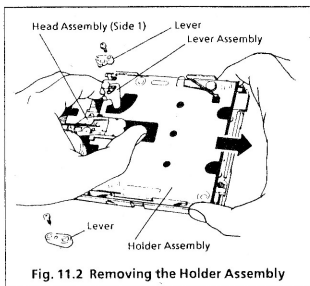 Head Assembly (Side 1)
Lever
Lever Assembly
Lever
Holder Assembly
Fig. 11.2 Removing the Holder Assembly